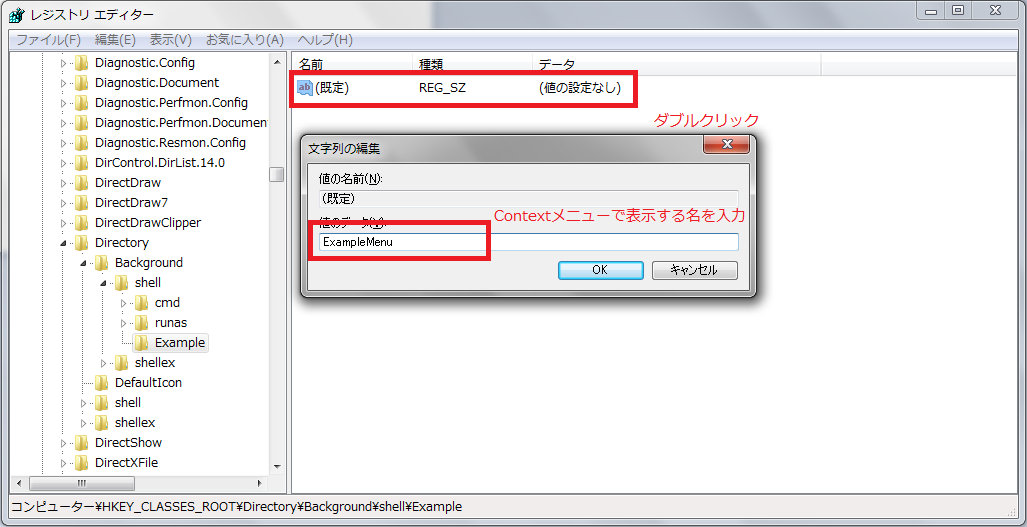 レジストリ エディター
ファイル(F) 編集(E) 表示(V) お気に入り(A) ヘルプ(H)
Diagnostic.Config
Diagnostic.Document
Diagnostic.Perfmon.Config
Diagnostic.Perfmon.Documen
Diagnostic.Resmon.Config
DirControl.DirList.14.0
DirectDraw
DirectDraw7
DirectDrawClipper
Directory
Background
shell
cmd
runas
Example
shellex
DefaultIcon
shell
shellex
DirectShow
DirectXFile
名前 種類 データ
ab (既定) REG_SZ (値の設定なし)
ダブルクリック
文字列の編集
値の名前(N):
(既定)
Contextメニューで表示する名を入力
値のデータ(V):
ExampleMenu
OK キャンセル
コンピューター¥HKEY_CLASSES_ROOT¥Directory¥Background¥shell¥Example